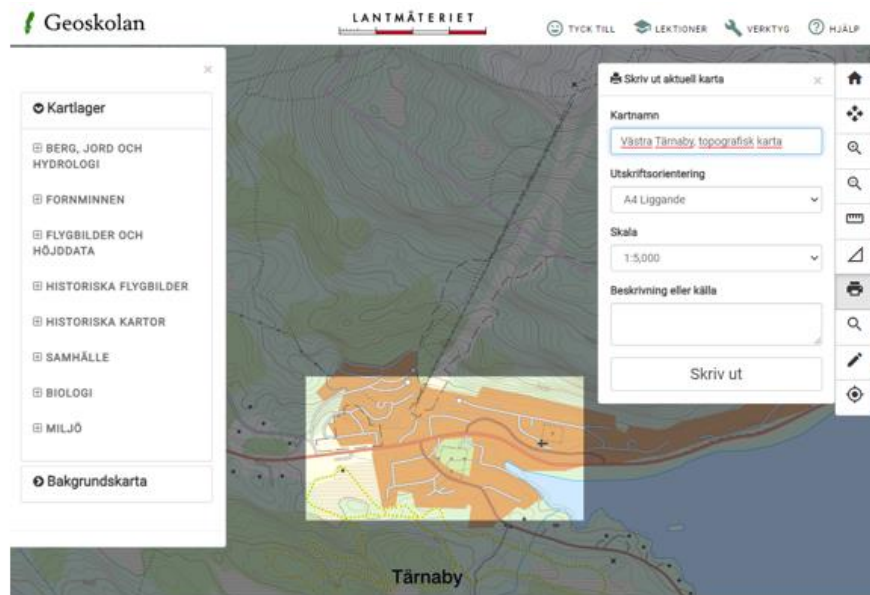 Geoskolan
LANTMÄTERIET
TYCK TILL
LEKTIONER
VERKTYG
HJÄLP
Kartlager
BERG, JORD OCH
HYDROLOGI
FORNMINNEN
FLYGBILDER OCH
HÖJDDATA
HISTORISKA FLYGBILDER
HISTORISKA KARTOR
SAMHÄLLE
BIOLOGI
MILJÖ
Bakgrundskarta
Skriv ut aktuell karta
Kartnamn
Västra Tärnaby, topografisk karta
Utskriftsorientering
A4 Liggande
Skala
1:5,000
Beskrivning eller källa
Skriv ut
Tärnaby